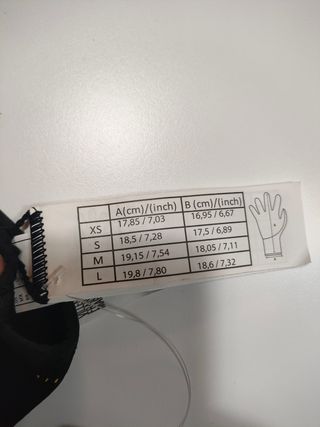 A(cm)/(inch) B (cm)/(inch)
XS 17,85 / 7,03 16,95 / 6,67
S 18,5 / 7,28 17,5 / 6,89
M 19,15 / 7,54 18,05 / 7,11
L 19,8 / 7,80 18,6 / 7,32